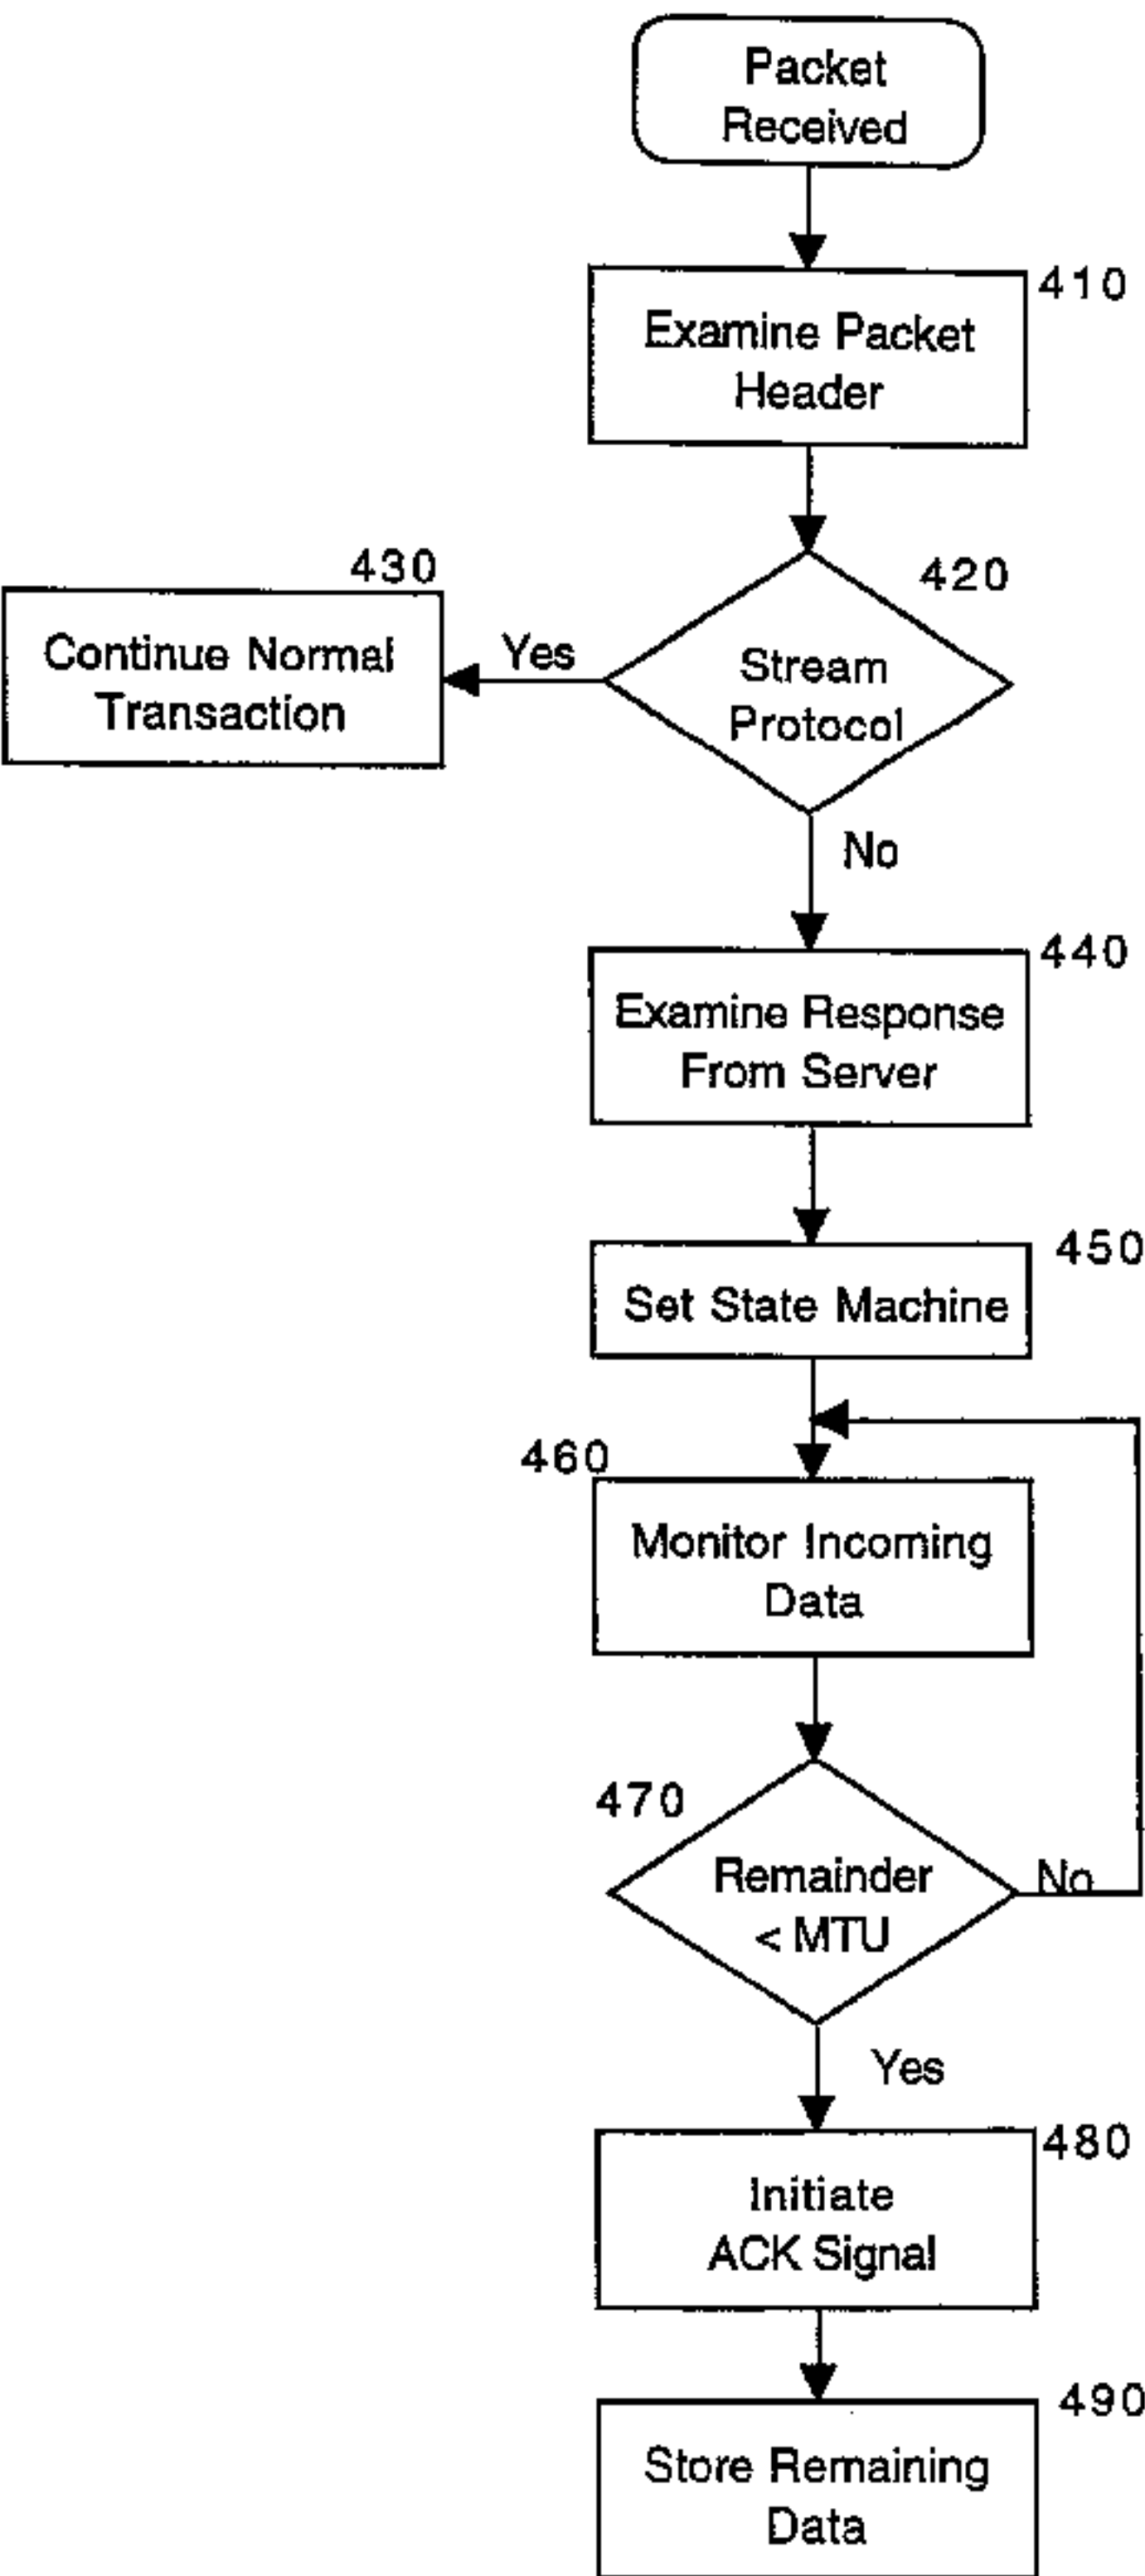 Packet
Received
410
Examine Packet
Header
420
Stream
Protocol
Yes
430
Continue Normal
Transaction
No
440
Examine Response
From Server
450
Set State Machine
460
Monitor Incoming
Data
470
Remainder
< MTU
No
Yes
480
Initiate
ACK Signal
490
Store Remaining
Data